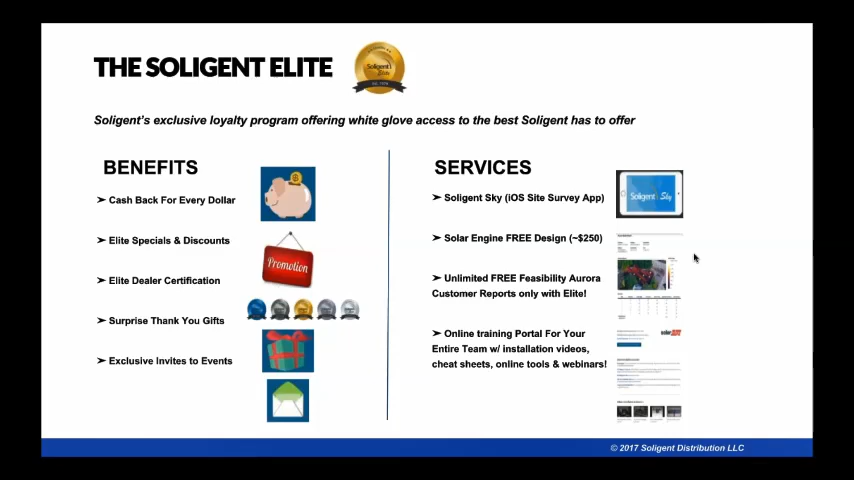 THE SOLIGENT ELITE
Soligent
Elite
Soligent's exclusive loyalty program offering white glove access to the best Soligent has to offer
BENEFITS
➤ Cash Back For Every Dollar
➤ Elite Specials & Discounts
Promotion
➤ Elite Dealer Certification
➤ Surprise Thank You Gifts
➤ Exclusive Invites to Events
SERVICES
➤ Soligent Sky (iOS Site Survey App)
Soligent Sky
➤ Solar Engine FREE Design (~$250)
➤ Unlimited FREE Feasibility Aurora
Customer Reports only with Elite!
➤ Online training Portal For Your
Entire Team w/ installation videos,
cheat sheets, online tools & webinars!
© 2017 Soligent Distribution LLC